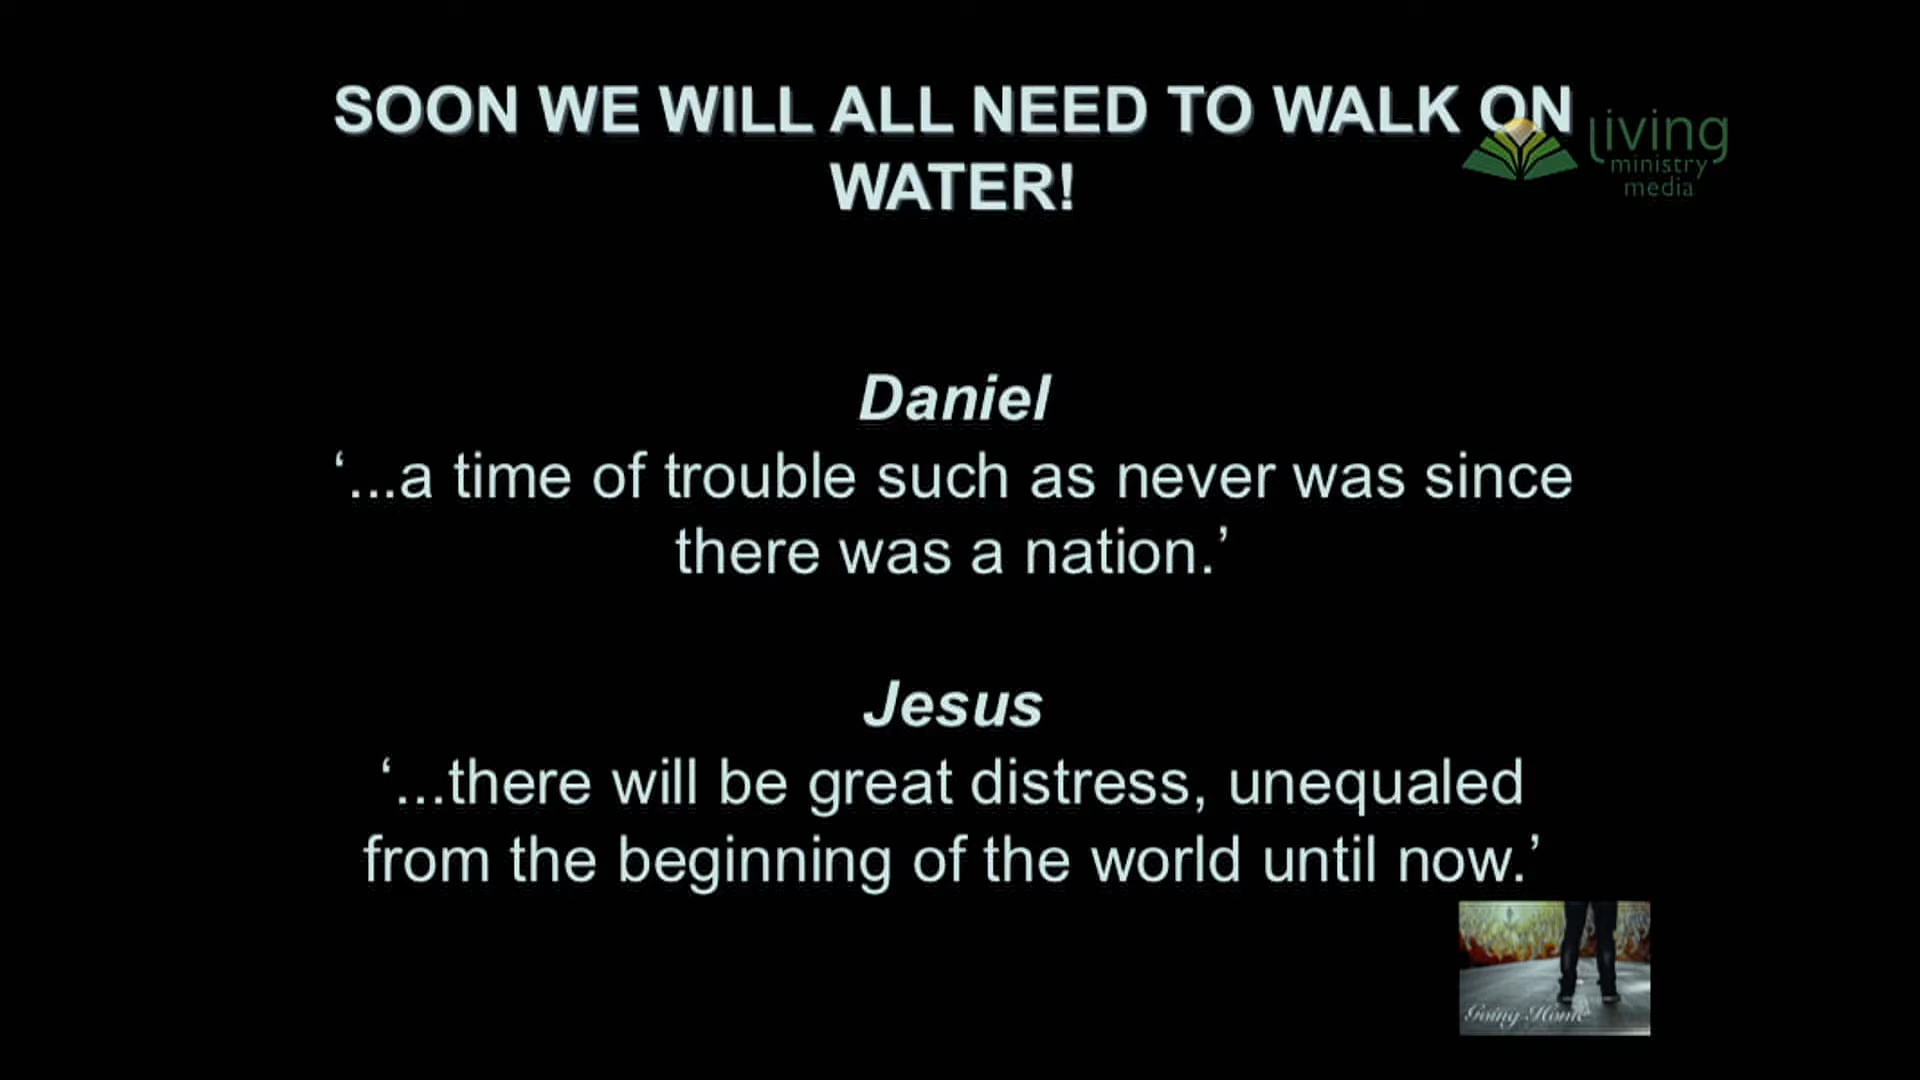 SOON WE WILL ALL NEED TO WALK ON
WATER!
living
ministry
media
Daniel
‘...a time of trouble such as never was since
there was a nation.’
Jesus
‘...there will be great distress, unequaled
from the beginning of the world until now.’
Going Home